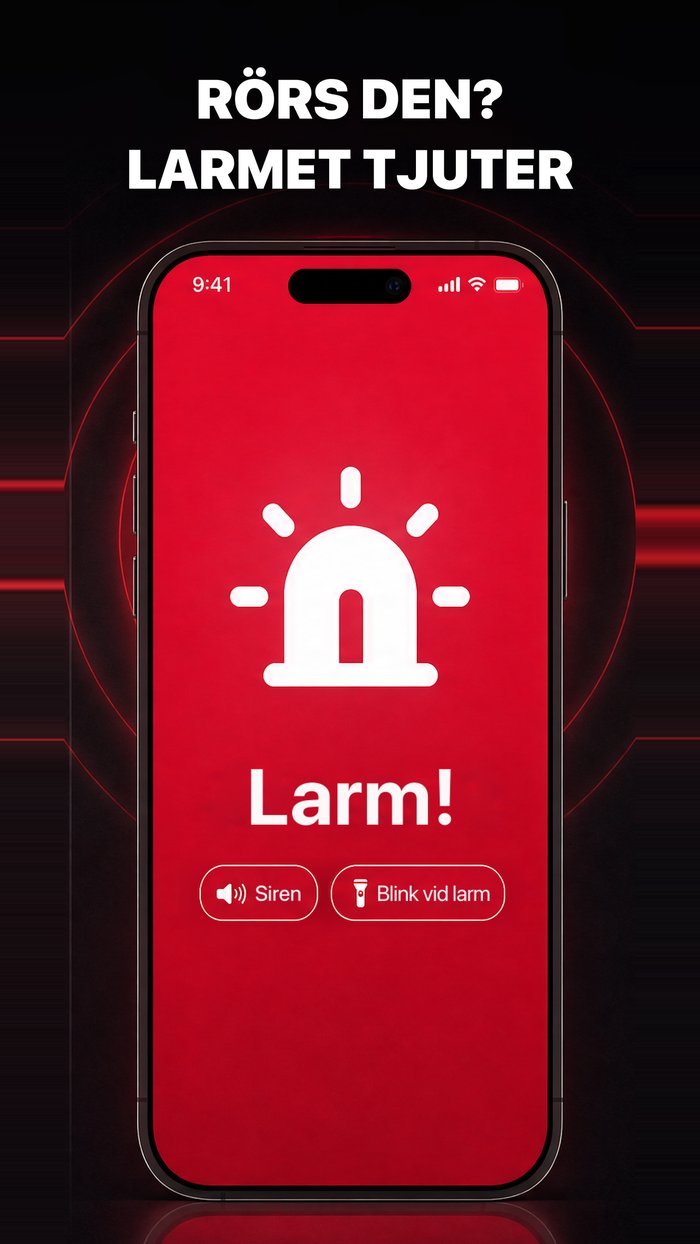 RÖRS DEN?
LARMET TJUTER
9:41
Larm!
Siren
Blink vid larm